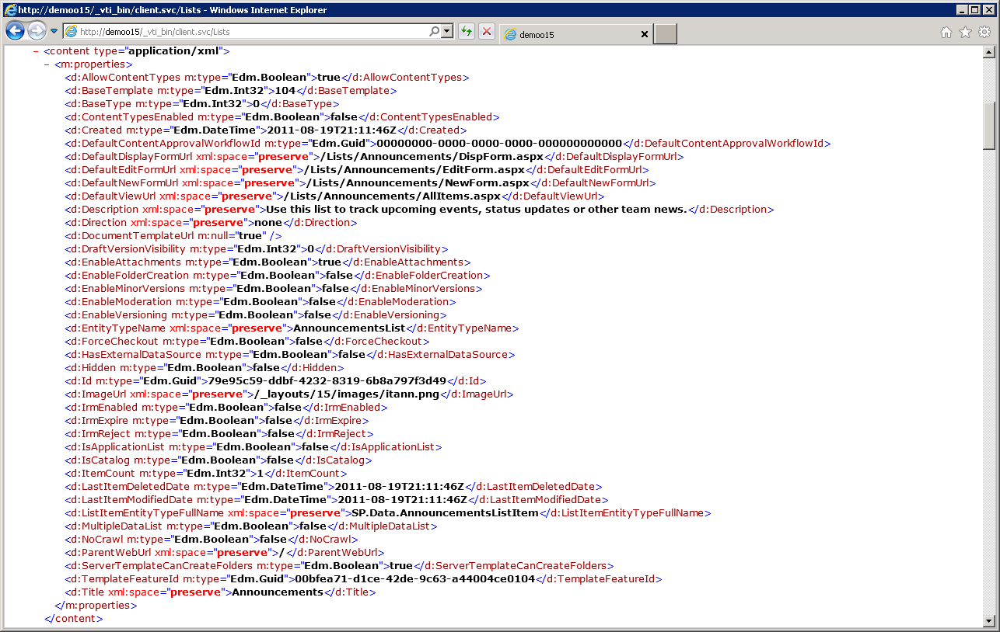 http://demoo15/_vti_bin/client.svc/Lists - Windows Internet Explorer
http://demoo15/_vti_bin/client.svc/Lists
demoo15
- <content type="application/xml">
- <m:properties>
<d:AllowContentTypes m:type="Edm.Boolean">true</d:AllowContentTypes>
<d:BaseTemplate m:type="Edm.Int32">104</d:BaseTemplate>
<d:BaseType m:type="Edm.Int32">0</d:BaseType>
<d:ContentTypesEnabled m:type="Edm.Boolean">false</d:ContentTypesEnabled>
<d:Created m:type="Edm.DateTime">2011-08-19T21:11:46Z</d:Created>
<d:DefaultContentApprovalWorkflowId m:type="Edm.Guid">00000000-0000-0000-0000-000000000000</d:DefaultContentApprovalWorkflowId>
<d:DefaultDisplayFormUrl xml:space="preserve">/Lists/Announcements/DispForm.aspx</d:DefaultDisplayFormUrl>
<d:DefaultEditFormUrl xml:space="preserve">/Lists/Announcements/EditForm.aspx</d:DefaultEditFormUrl>
<d:DefaultNewFormUrl xml:space="preserve">/Lists/Announcements/NewForm.aspx</d:DefaultNewFormUrl>
<d:DefaultViewUrl xml:space="preserve">/Lists/Announcements/AllItems.aspx</d:DefaultViewUrl>
<d:Description xml:space="preserve">Use this list to track upcoming events, status updates or other team news.</d:Description>
<d:Direction xml:space="preserve">none</d:Direction>
<d:DocumentTemplateUrl m:null="true" />
<d:DraftVersionVisibility m:type="Edm.Int32">0</d:DraftVersionVisibility>
<d:EnableAttachments m:type="Edm.Boolean">true</d:EnableAttachments>
<d:EnableFolderCreation m:type="Edm.Boolean">false</d:EnableFolderCreation>
<d:EnableMinorVersions m:type="Edm.Boolean">false</d:EnableMinorVersions>
<d:EnableModeration m:type="Edm.Boolean">false</d:EnableModeration>
<d:EnableVersioning m:type="Edm.Boolean">false</d:EnableVersioning>
<d:EntityTypeName xml:space="preserve">AnnouncementsList</d:EntityTypeName>
<d:ForceCheckout m:type="Edm.Boolean">false</d:ForceCheckout>
<d:HasExternalDataSource m:type="Edm.Boolean">false</d:HasExternalDataSource>
<d:Hidden m:type="Edm.Boolean">false</d:Hidden>
<d:Id m:type="Edm.Guid">79e95c59-ddbf-4232-8319-6b8a797f3d49</d:Id>
<d:ImageUrl xml:space="preserve">/_layouts/15/images/itann.png</d:ImageUrl>
<d:IrmEnabled m:type="Edm.Boolean">false</d:IrmEnabled>
<d:IrmExpire m:type="Edm.Boolean">false</d:IrmExpire>
<d:IrmReject m:type="Edm.Boolean">false</d:IrmReject>
<d:IsApplicationList m:type="Edm.Boolean">false</d:IsApplicationList>
<d:IsCatalog m:type="Edm.Boolean">false</d:IsCatalog>
<d:ItemCount m:type="Edm.Int32">1</d:ItemCount>
<d:LastItemDeletedDate m:type="Edm.DateTime">2011-08-19T21:11:46Z</d:LastItemDeletedDate>
<d:LastItemModifiedDate m:type="Edm.DateTime">2011-08-19T21:11:46Z</d:LastItemModifiedDate>
<d:ListItemEntityTypeFullName xml:space="preserve">SP.Data.AnnouncementsListItem</d:ListItemEntityTypeFullName>
<d:MultipleDataList m:type="Edm.Boolean">false</d:MultipleDataList>
<d:NoCrawl m:type="Edm.Boolean">false</d:NoCrawl>
<d:ParentWebUrl xml:space="preserve">/</d:ParentWebUrl>
<d:ServerTemplateCanCreateFolders m:type="Edm.Boolean">true</d:ServerTemplateCanCreateFolders>
<d:TemplateFeatureId m:type="Edm.Guid">00bfea71-d1ce-42de-9c63-a44004ce0104</d:TemplateFeatureId>
<d:Title xml:space="preserve">Announcements</d:Title>
</m:properties>
</content>